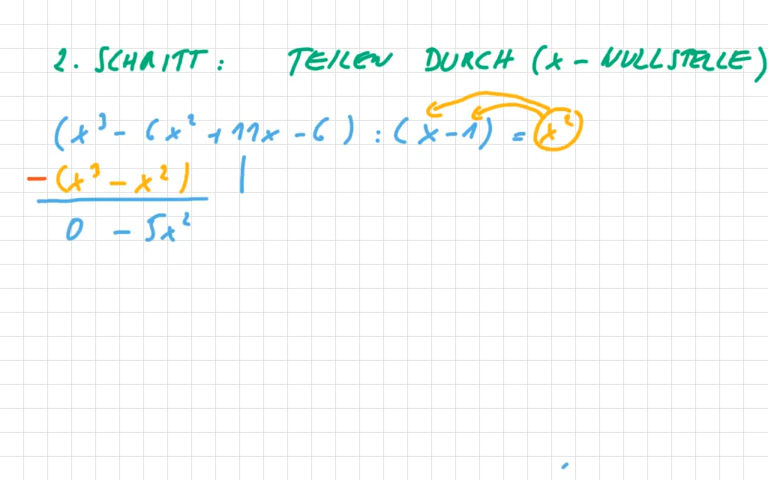 2. SCHRITT: TEILEN DURCH (x - NULLSTELLE)
(x³ - 6x² + 11x - 6) : (x - 1) = x²
- (x³ - x²) |
0 - 5x²